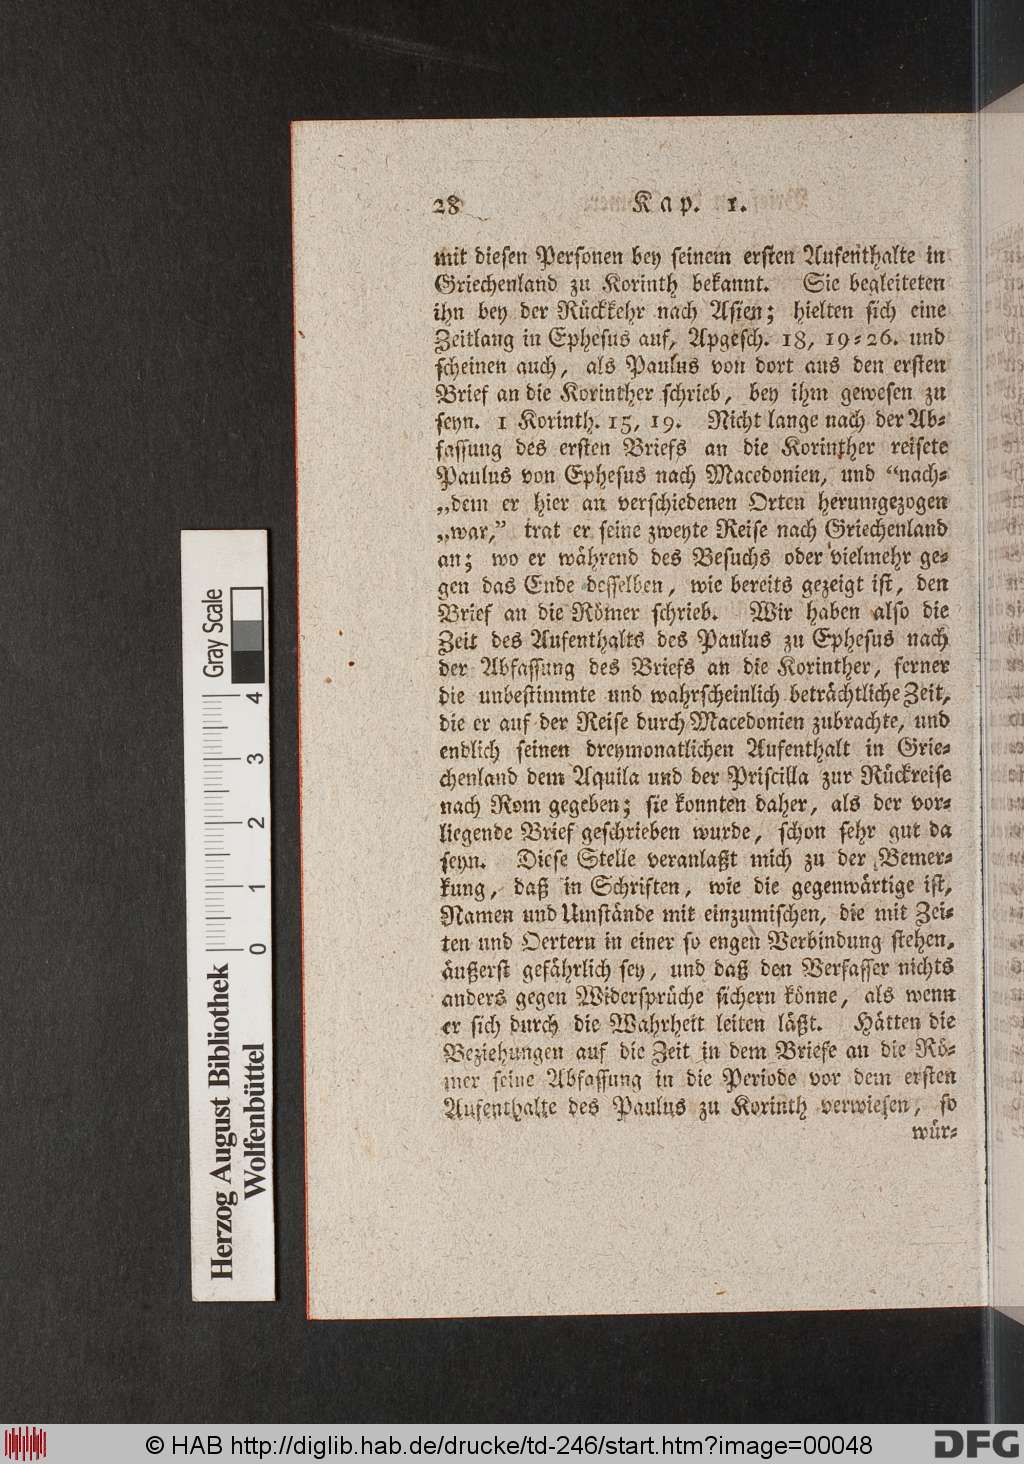 28 Kap. 1.
mit diesen Personen bey seinem ersten Aufenthalte in
Griechenland zu Korinth bekannt. Sie begleiteten
ihn bey der Rückkehr nach Asien; hielten sich eine
Zeitlang in Ephesus auf, Apgesch. 18, 19=26. und
scheinen auch, als Paulus von dort aus den ersten
Brief an die Korinther schrieb, bey ihm gewesen zu
seyn. 1 Korinth. 15, 19. Nicht lange nach der Ab=
fassung des ersten Briefs an die Korinther reisete
Paulus von Ephesus nach Macedonien, und “nach=
„dem er hier an verschiedenen Orten herumgezogen
„war,” trat er seine zweyte Reise nach Griechenland
an; wo er während des Besuchs oder vielmehr ge=
gen das Ende desselben, wie bereits gezeigt ist, den
Brief an die Römer schrieb. Wir haben also die
Zeit des Aufenthalts des Paulus zu Ephesus nach
der Abfassung des Briefs an die Korinther, ferner
die unbestimmte und wahrscheinlich beträchtliche Zeit,
die er auf der Reise durch Macedonien zubrachte, und
endlich seinen dreymonatlichen Aufenthalt in Grie=
chenland dem Aquila und der Priscilla zur Rückreise
nach Rom gegeben; sie konnten daher, als der vor=
liegende Brief geschrieben wurde, schon sehr gut da
seyn. Diese Stelle veranlaßt mich zu der Bemer=
kung, daß in Schriften, wie die gegenwärtige ist,
Namen und Umstände mit einzumischen, die mit Zei=
ten und Oertern in einer so engen Verbindung stehen,
äußerst gefährlich sey, und daß den Verfasser nichts
anders gegen Widersprüche sichern könne, als wenn
er sich durch die Wahrheit leiten läßt. Hätten die
Beziehungen auf die Zeit in dem Briefe an die Rö=
mer seine Abfassung in die Periode vor dem ersten
Aufenthalte des Paulus zu Korinth verwiesen, so
wür=
Herzog August Bibliothek
Wolfenbüttel
0 1 2 3 4
Gray Scale
© HAB http://diglib.hab.de/drucke/td-246/start.htm?image=00048
DFG